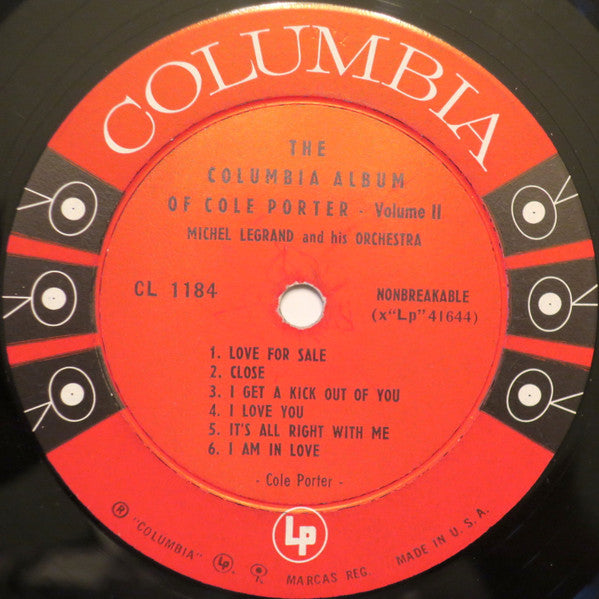 COLUMBIA
THE
COLUMBIA ALBUM
OF COLE PORTER - Volume II
MICHEL LEGRAND and his ORCHESTRA
CL 1184
NONBREAKABLE
(x"Lp"41644)
1. LOVE FOR SALE
2. CLOSE
3. I GET A KICK OUT OF YOU
4. I LOVE YOU
5. IT'S ALL RIGHT WITH ME
6. I AM IN LOVE
- Cole Porter -
LP
® "COLUMBIA", LP, MARCAS REG. MADE IN U.S.A.